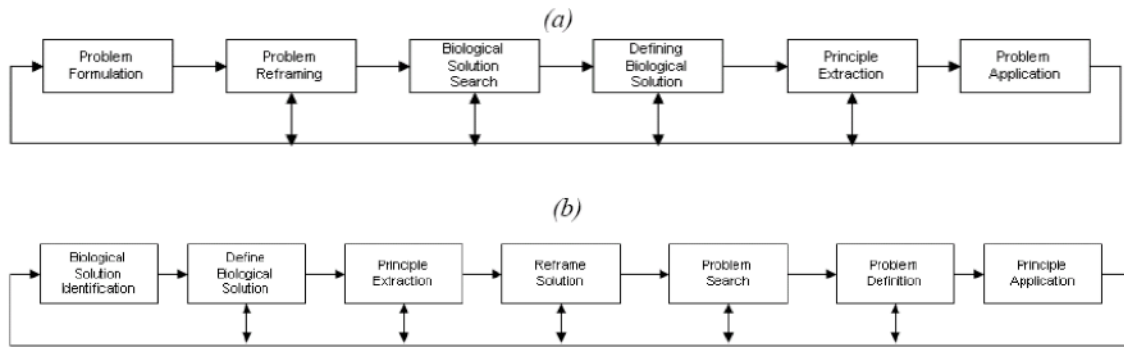 (a)
Problem
Formulation
Problem
Reframing
Biological
Solution
Search
Defining
Biological
Solution
Principle
Extraction
Problem
Application
(b)
Biological
Solution
Identification
Define
Biological
Solution
Principle
Extraction
Reframe
Solution
Problem
Search
Problem
Definition
Principle
Application